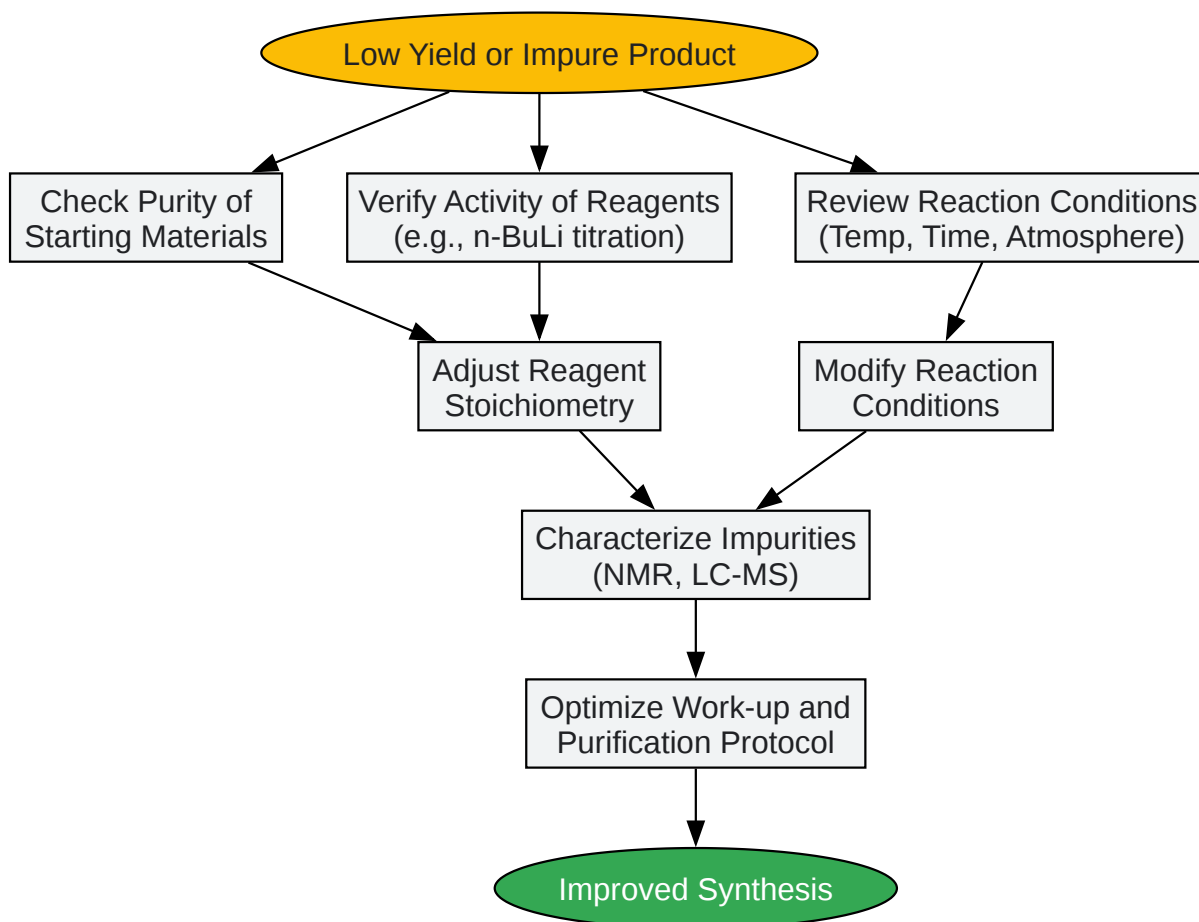 Low Yield or Impure Product
Check Purity of
Starting Materials
Verify Activity of Reagents
(e.g., n-BuLi titration)
Review Reaction Conditions
(Temp, Time, Atmosphere)
Adjust Reagent
Stoichiometry
Modify Reaction
Conditions
Characterize Impurities
(NMR, LC-MS)
Optimize Work-up and
Purification Protocol
Improved Synthesis